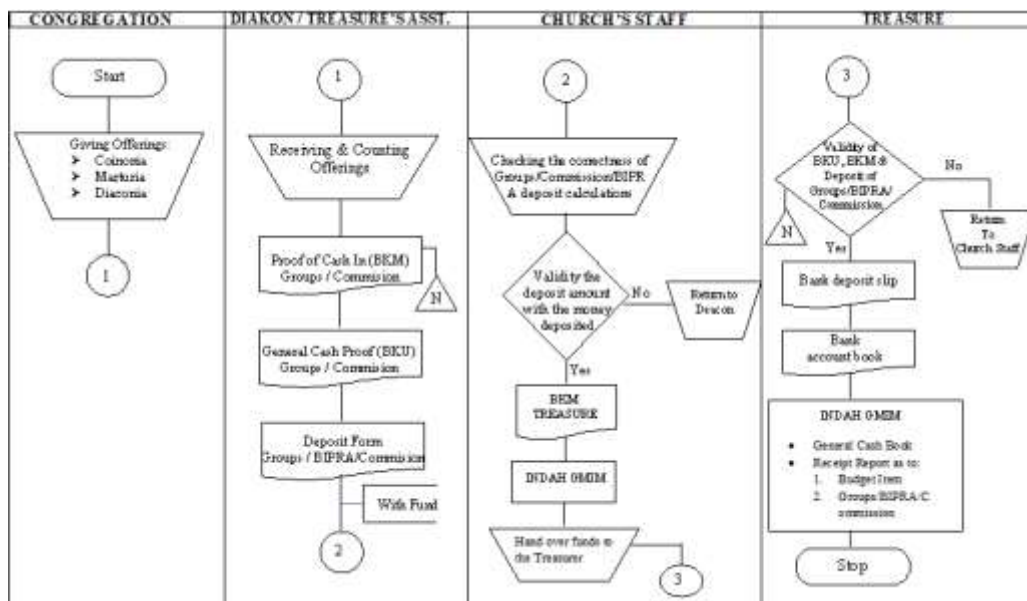 CONGREGATION
Start
Giving Offerings:
➤ Coinonia
➤ Marturia
➤ Diaconia
1
DIAKON / TREASURE'S ASST.
1
Receiving & Counting
Offerings
Proof of Cash In (BKM)
Groups / Commision
N
General Cash Proof (BKU)
Groups / Commision
Deposit Form
Groups / BIPRA/Commision
With Fund
2
CHURCH'S STAFF
2
Checking the correctness of
Groups/Commission/BIPR
A deposit calculations
Validity the
deposit amount
with the money
deposited
No
Return to
Deacon
Yes
BKM
TREASURE
INDAH GMIM
Hand over funds to
the Treasurer
3
TREASURE
3
Validity of
BKU, BKM &
Deposit of
Groups/BIPRA/
Commission
No
N
Return
To
Church Staff
Yes
Bank deposit slip
Bank
account book
INDAH GMIM
• General Cash Book
• Receipt Report as to:
1. Budget Item
2. Groups/BIPRA/C
ommission
Stop